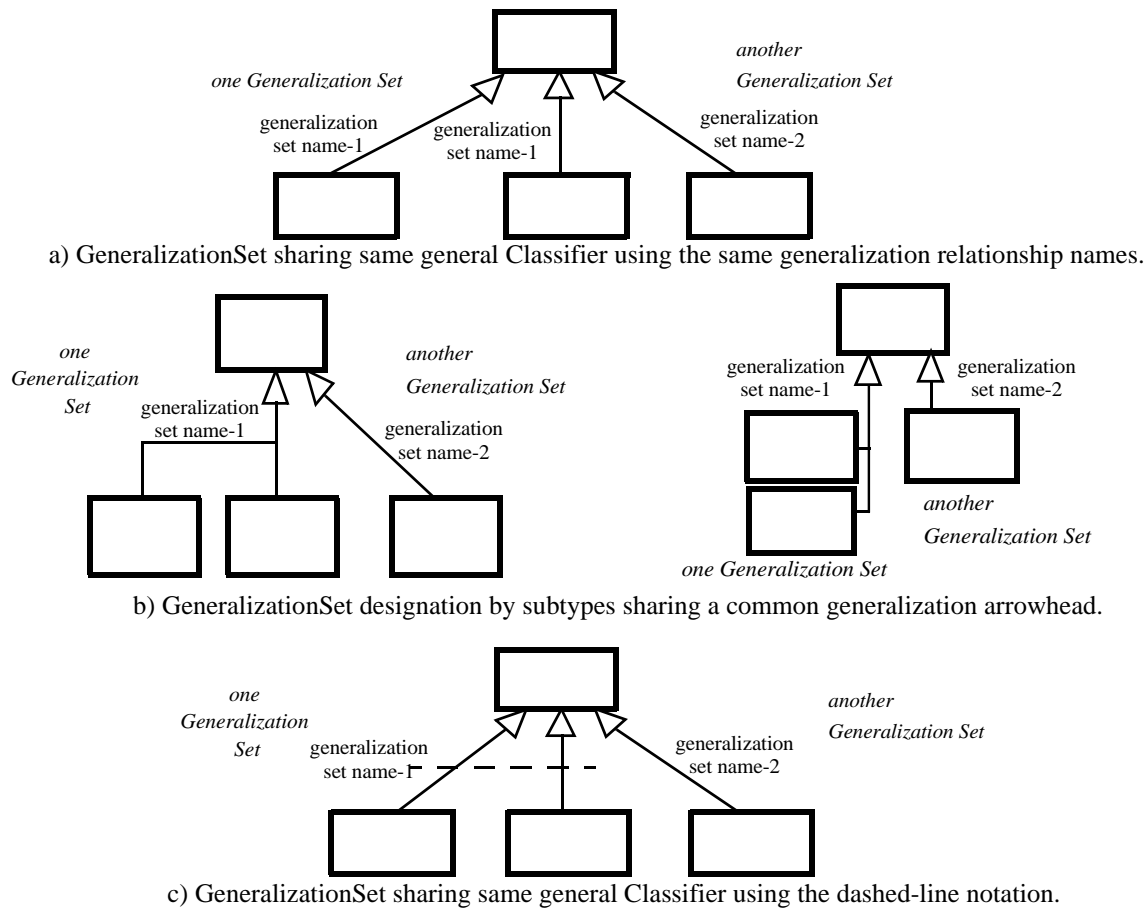 another
Generalization Set
one Generalization Set
generalization
set name-1
generalization
set name-1
generalization
set name-2
a) GeneralizationSet sharing same general Classifier using the same generalization relationship names.
one
Generalization
Set
another
Generalization Set
generalization
set name-1
generalization
set name-2
generalization
set name-1
generalization
set name-2
another
Generalization Set
one Generalization Set
b) GeneralizationSet designation by subtypes sharing a common generalization arrowhead.
one
Generalization
Set
another
Generalization Set
generalization
set name-1
generalization
set name-2
c) GeneralizationSet sharing same general Classifier using the dashed-line notation.